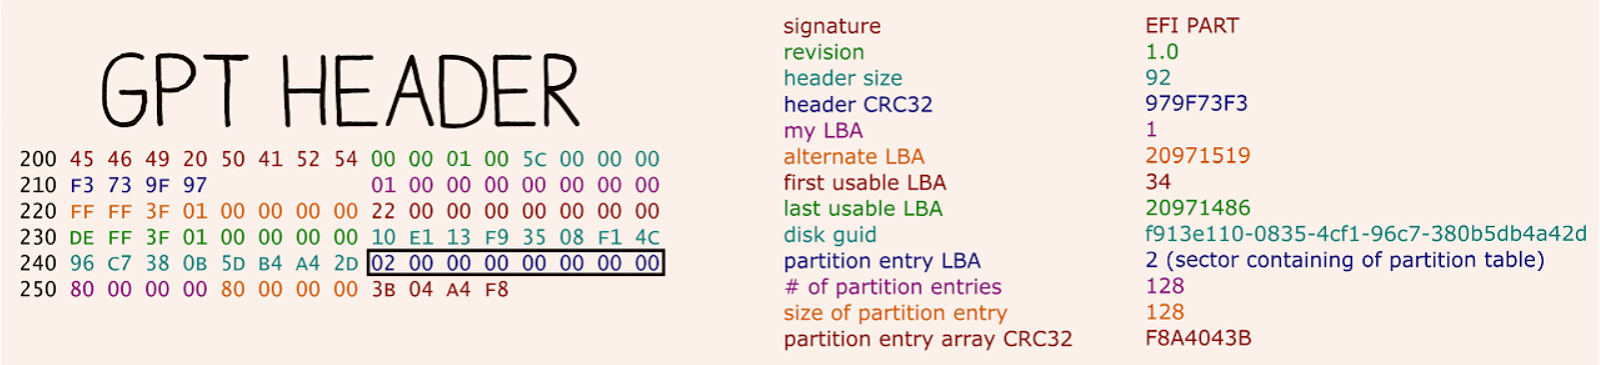 GPT HEADER
200 45 46 49 20 50 41 52 54 00 00 01 00 5C 00 00 00
210 F3 73 9F 97 01 00 00 00 00 00 00 00
220 FF FF 3F 01 00 00 00 00 22 00 00 00 00 00 00 00
230 DE FF 3F 01 00 00 00 00 10 E1 13 F9 35 08 F1 4C
240 96 C7 38 0B 5D B4 A4 2D 02 00 00 00 00 00 00 00
250 80 00 00 00 80 00 00 00 3B 04 A4 F8
signature EFI PART
revision 1.0
header size 92
header CRC32 979F73F3
my LBA 1
alternate LBA 20971519
first usable LBA 34
last usable LBA 20971486
disk guid f913e110-0835-4cf1-96c7-380b5db4a42d
partition entry LBA 2 (sector containing of partition table)
# of partition entries 128
size of partition entry 128
partition entry array CRC32 F8A4043B